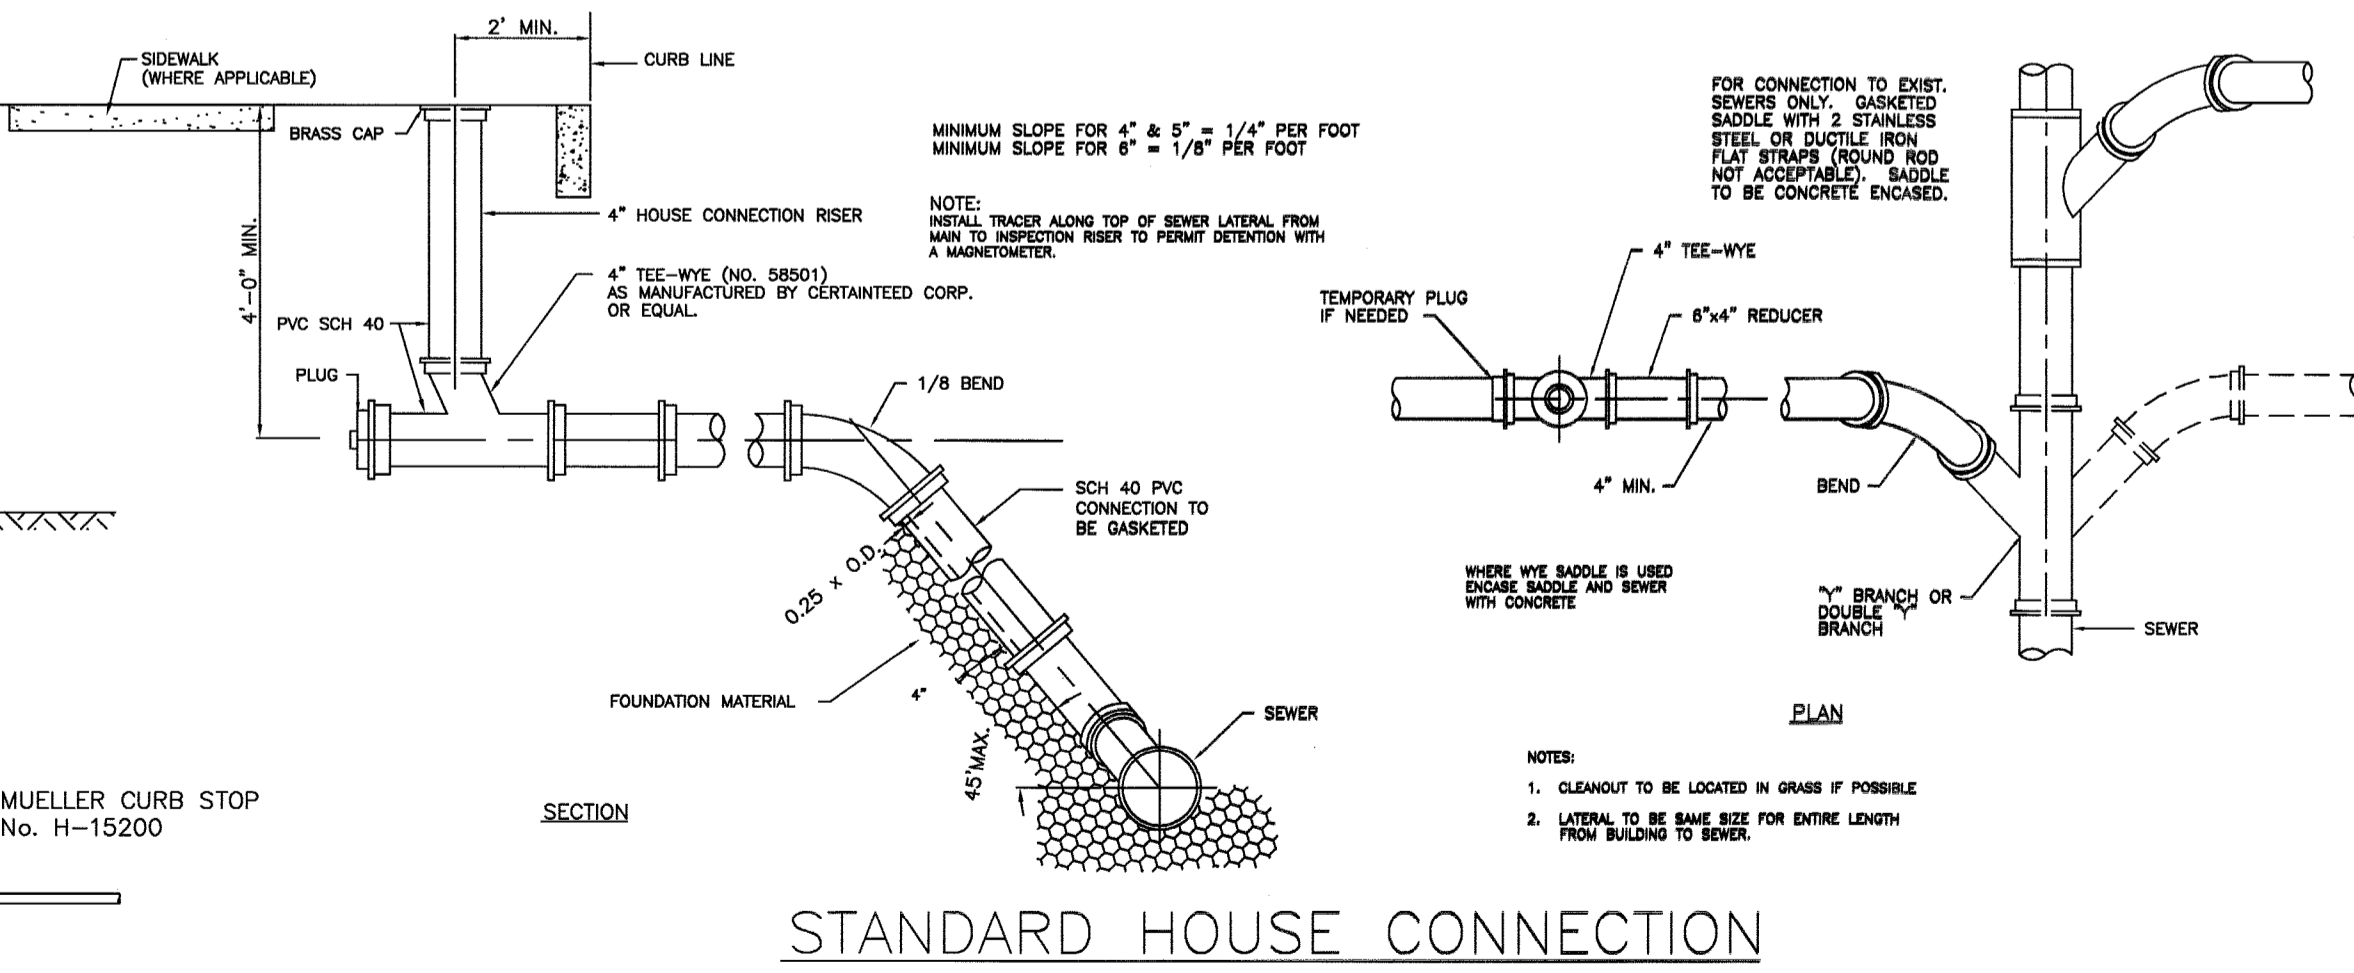 2' MIN.
SIDEWALK
(WHERE APPLICABLE)
CURB LINE
BRASS CAP
4'-0" MIN.
4" HOUSE CONNECTION RISER
4" TEE-WYE (NO. 58501)
AS MANUFACTURED BY CERTAINTEED CORP.
OR EQUAL.
PVC SCH 40
PLUG
1/8 BEND
SCH 40 PVC
CONNECTION TO
BE GASKETED
0.25 x O.D.
FOUNDATION MATERIAL
4"
45'MAX.
SEWER
SECTION
MUELLER CURB STOP
No. H-15200
MINIMUM SLOPE FOR 4" & 5" = 1/4" PER FOOT
MINIMUM SLOPE FOR 6" = 1/8" PER FOOT
NOTE:
INSTALL TRACER ALONG TOP OF SEWER LATERAL FROM
MAIN TO INSPECTION RISER TO PERMIT DETENTION WITH
A MAGNETOMETER.
FOR CONNECTION TO EXIST.
SEWERS ONLY. GASKETED
SADDLE WITH 2 STAINLESS
STEEL OR DUCTILE IRON
FLAT STRAPS (ROUND ROD
NOT ACCEPTABLE). SADDLE
TO BE CONCRETE ENCASED.
4" TEE-WYE
TEMPORARY PLUG
IF NEEDED
6"x4" REDUCER
4" MIN.
BEND
WHERE WYE SADDLE IS USED
ENCASE SADDLE AND SEWER
WITH CONCRETE
"Y" BRANCH OR
DOUBLE "Y"
BRANCH
SEWER
PLAN
NOTES:
1. CLEANOUT TO BE LOCATED IN GRASS IF POSSIBLE
2. LATERAL TO BE SAME SIZE FOR ENTIRE LENGTH
FROM BUILDING TO SEWER.
STANDARD HOUSE CONNECTION